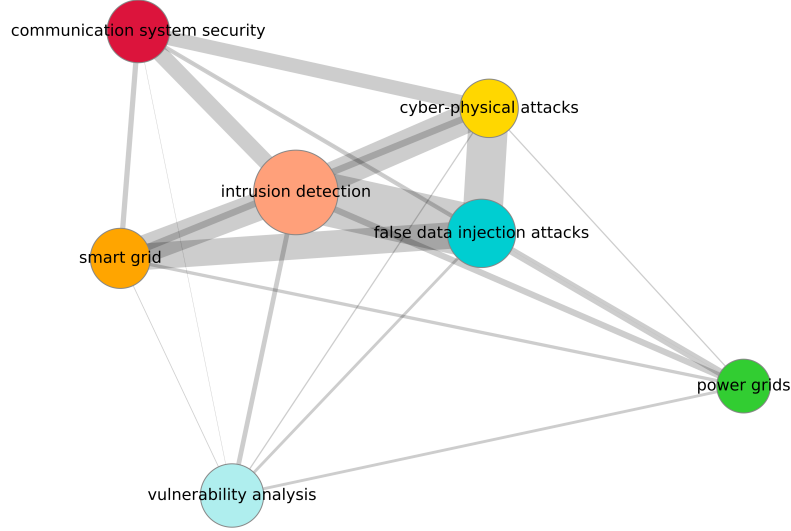 communication system security
cyber-physical attacks
intrusion detection
false data injection attacks
smart grid
power grids
vulnerability analysis